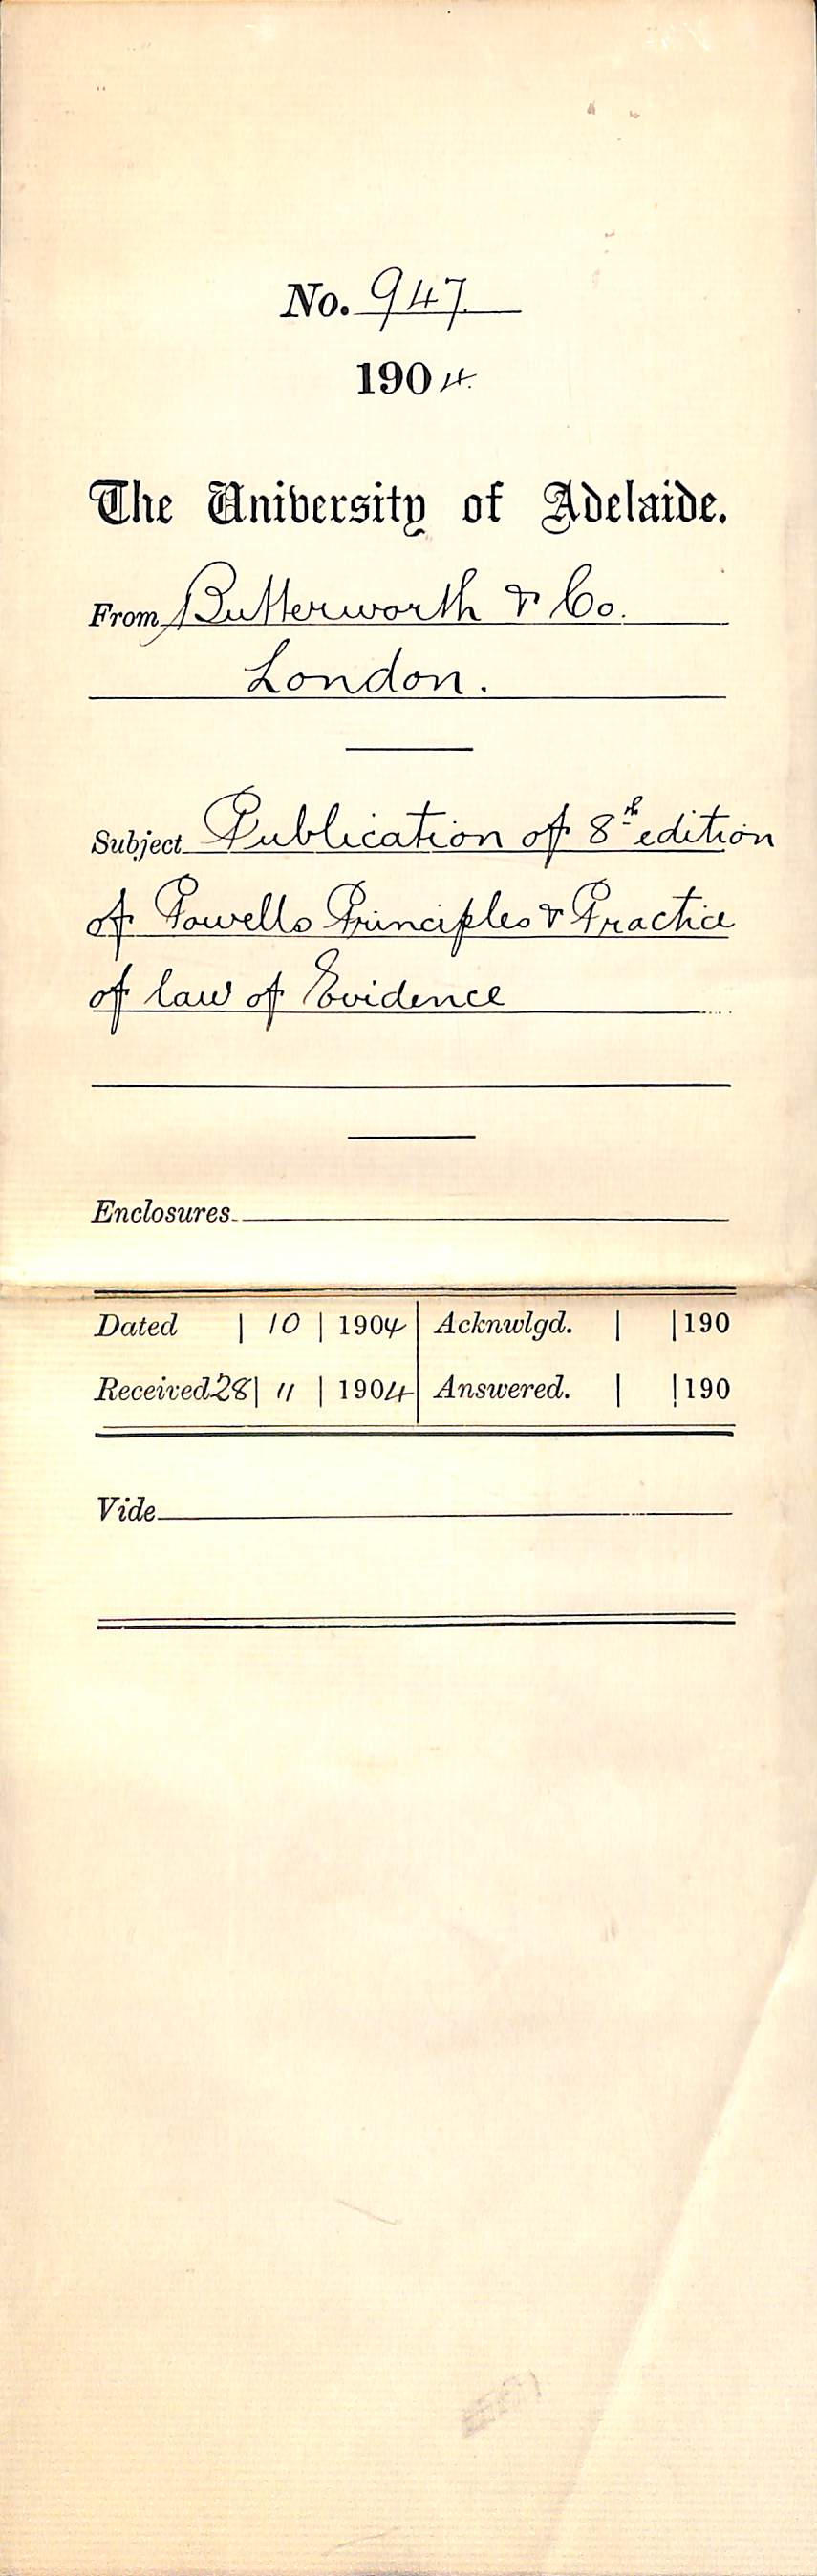 No. 947.
1904.
The University of Adelaide.
From Butterworth & Co.
London.
Subject Publication of 8th edition
of Powells Principles & Practice
of law of Evidence
Enclosures
Dated | 10 | 1904 Acknwlgd. | | 190
Received 28 | 11 | 1904 Answered. | | 190
Vide